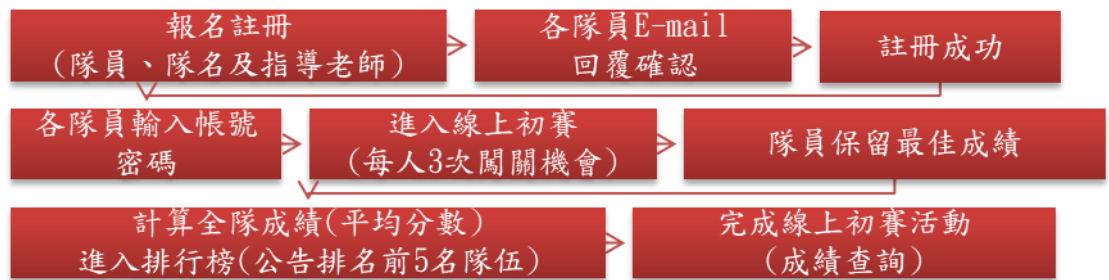 報名註冊
(隊員、隊名及指導老師)
各隊員E-mail
回覆確認
註冊成功
各隊員輸入帳號
密碼
進入線上初賽
(每人3次闖關機會)
隊員保留最佳成績
計算全隊成績(平均分數)
進入排行榜(公告排名前5名隊伍)
完成線上初賽活動
(成績查詢)